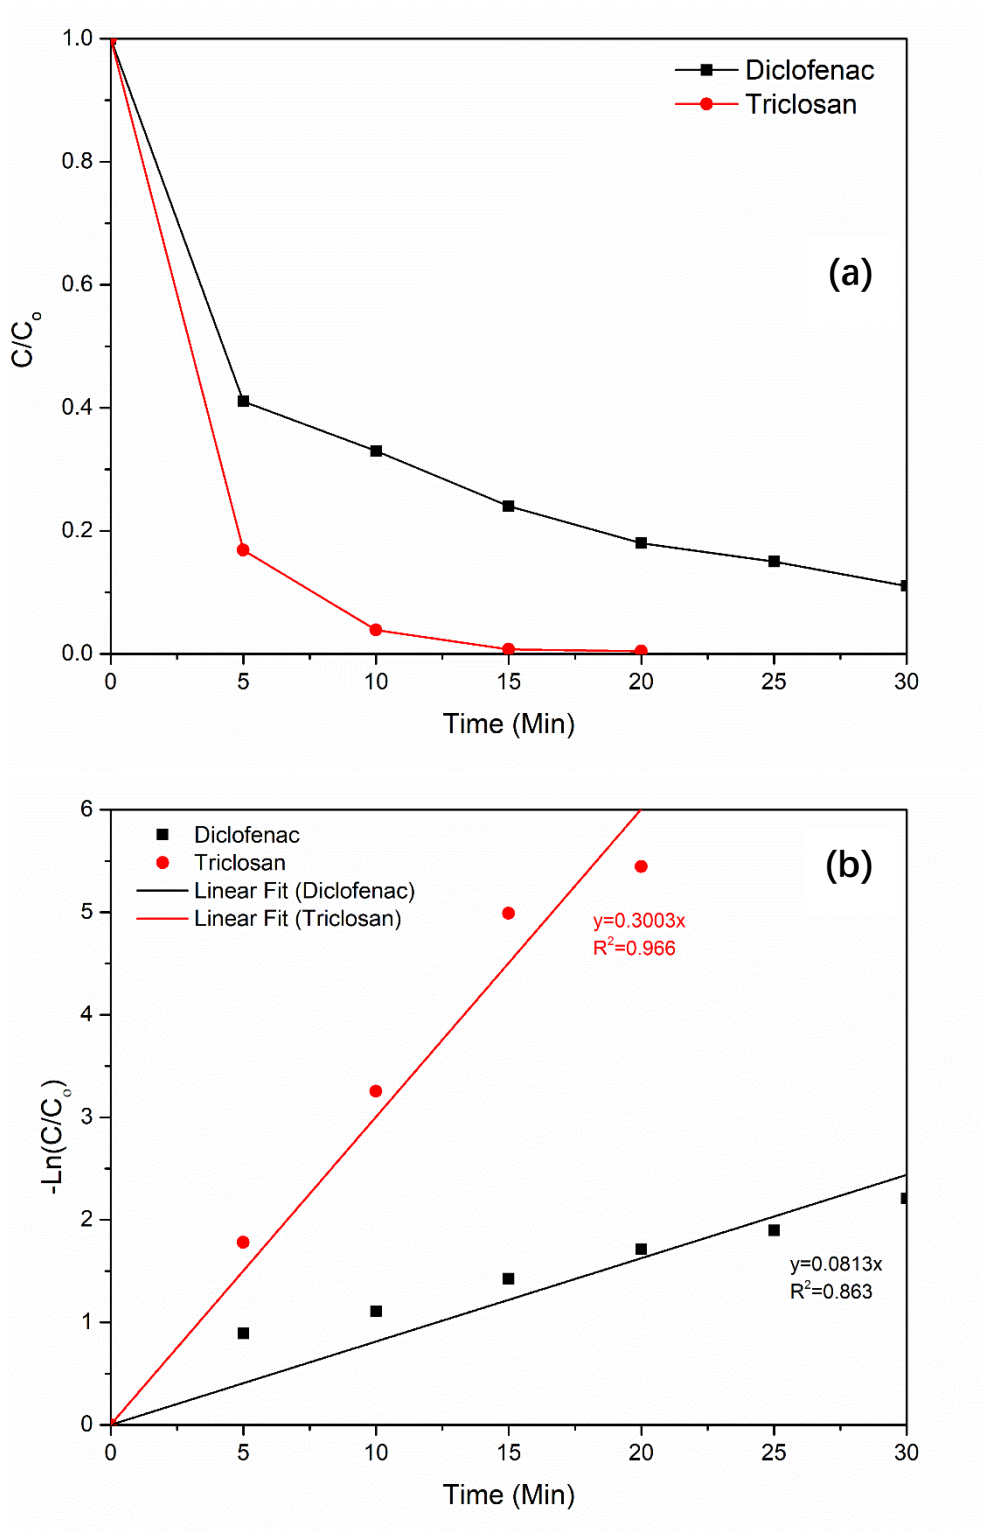 1.0
0.8
0.6
0.4
0.2
0.0
C/Co
Diclofenac
Triclosan
(a)
0 5 10 15 20 25 30
Time (Min)
6
5
4
3
2
1
0
-Ln(C/Co)
Diclofenac
Triclosan
Linear Fit (Diclofenac)
Linear Fit (Triclosan)
(b)
y=0.3003x
R²=0.966
y=0.0813x
R²=0.863
0 5 10 15 20 25 30
Time (Min)